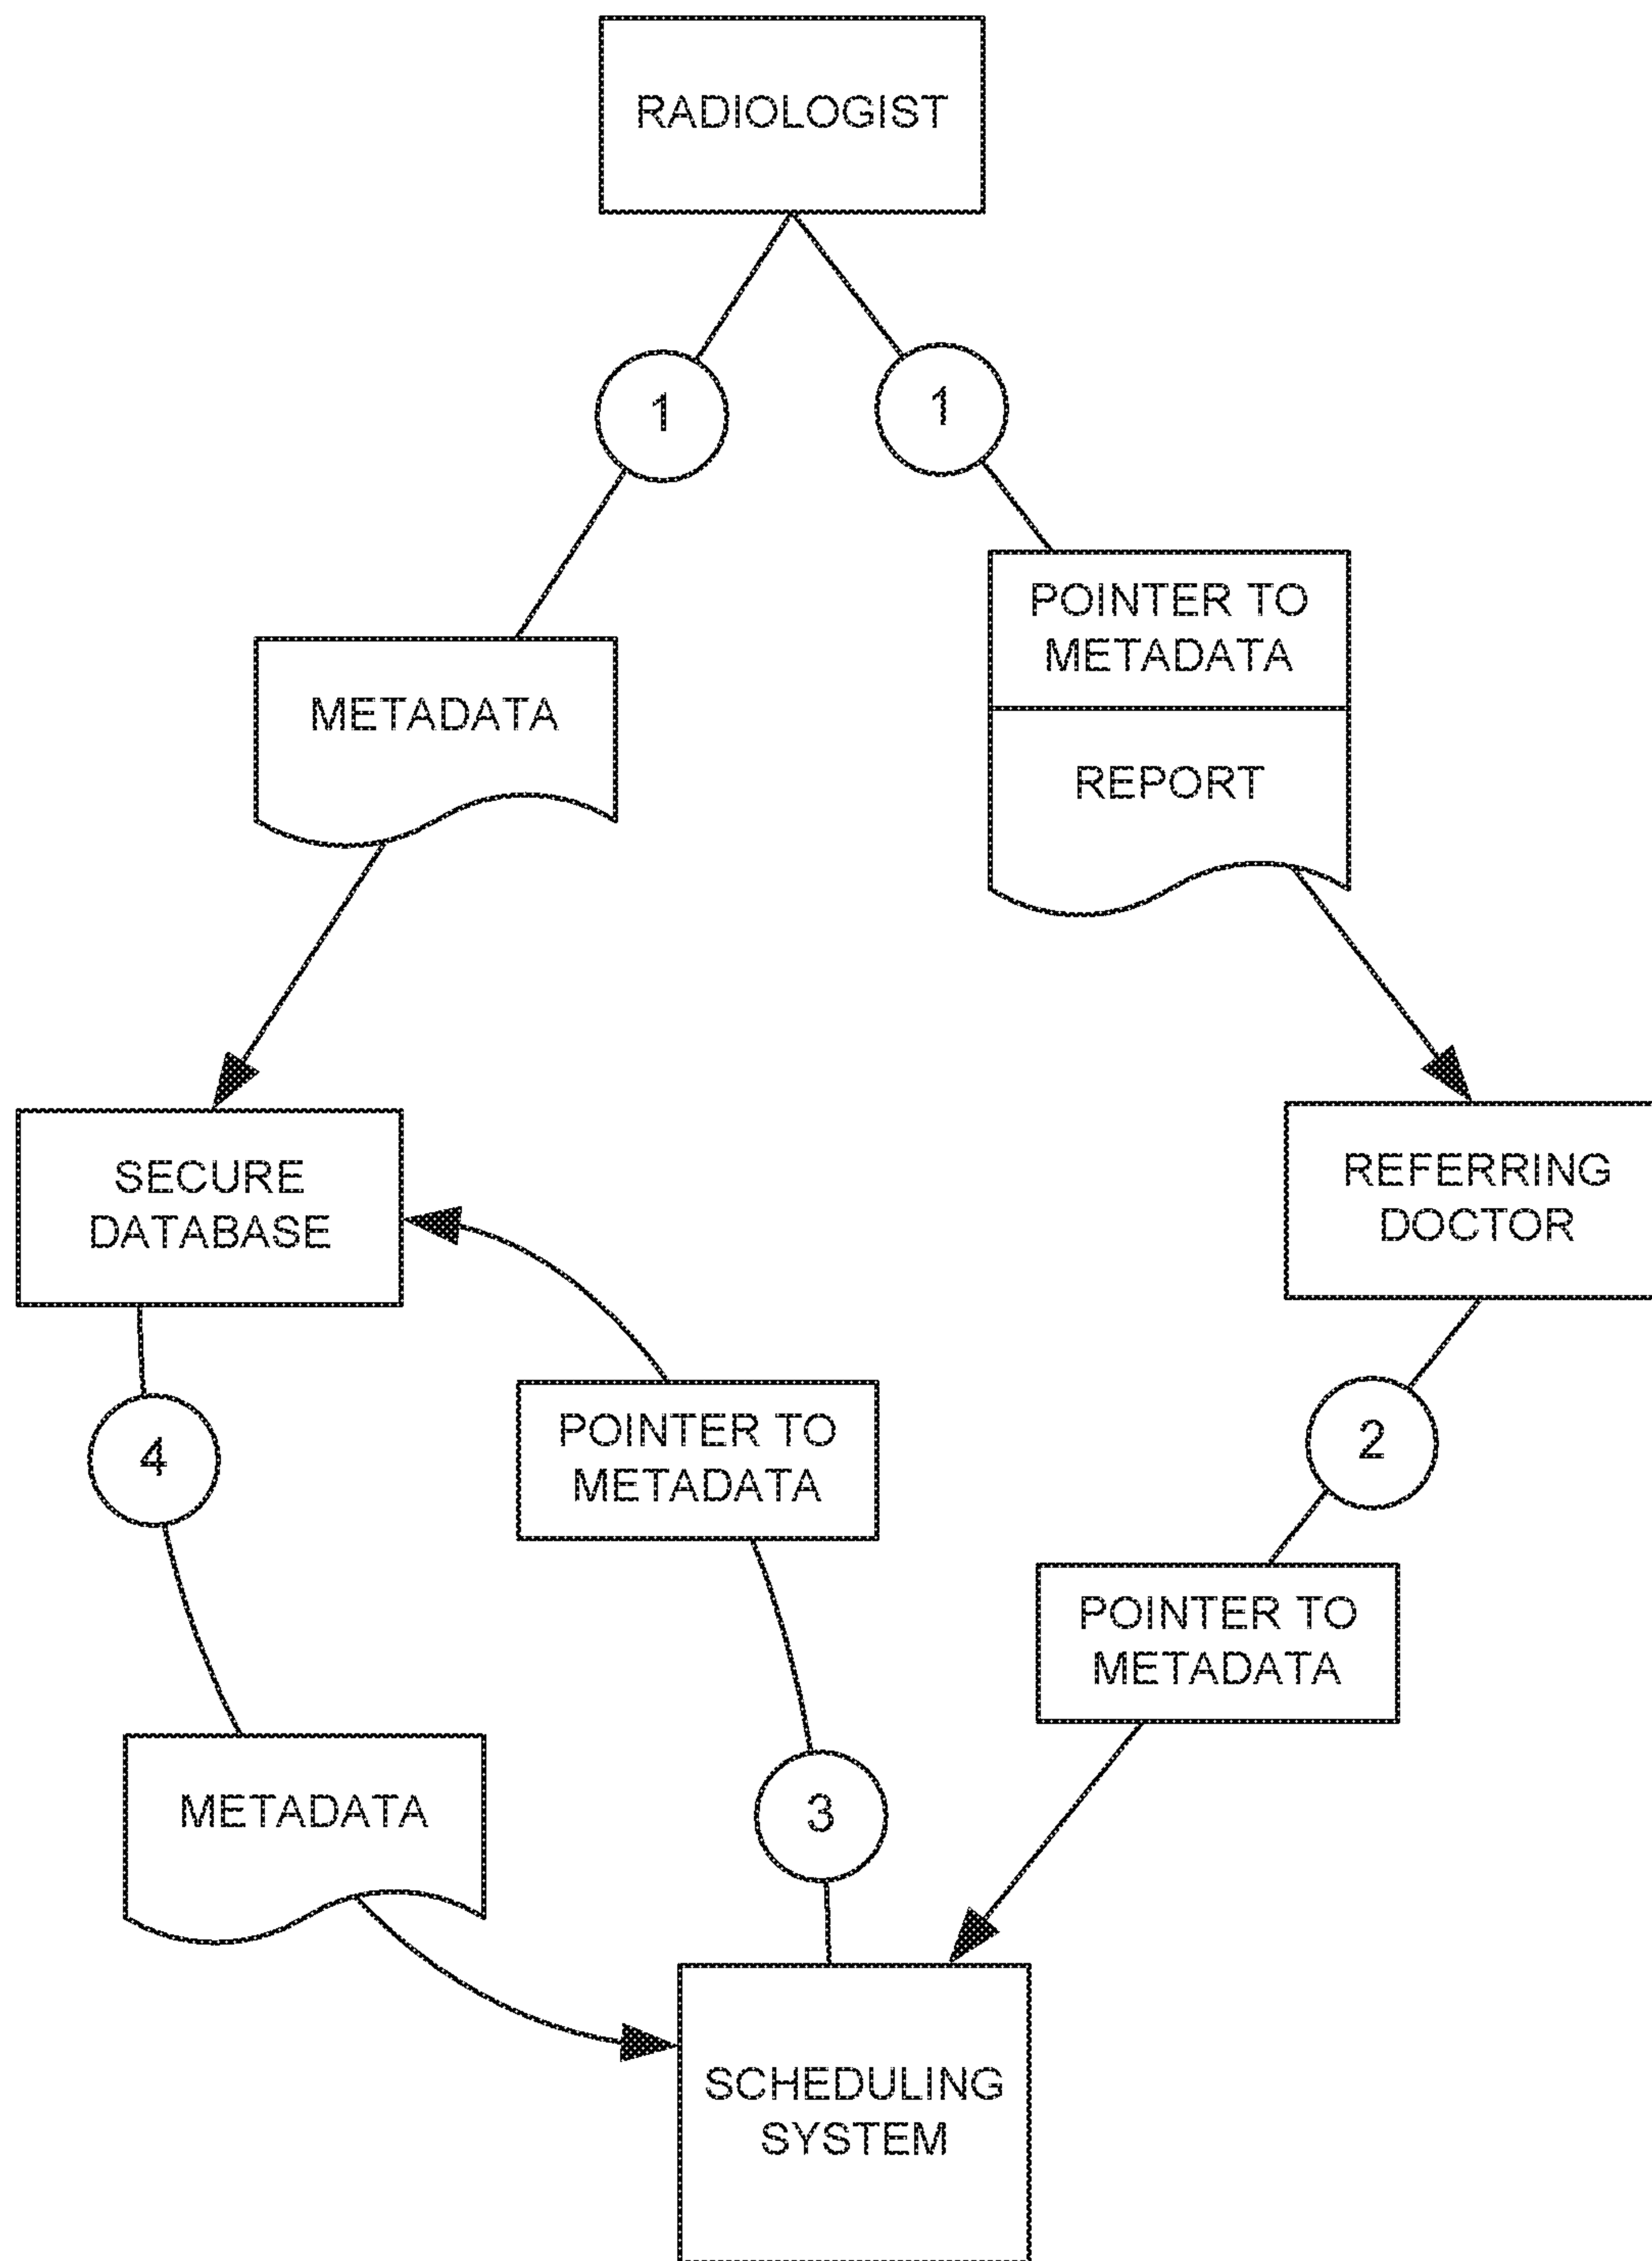 RADIOLOGIST
1
1
POINTER TO
METADATA
METADATA
REPORT
SECURE
DATABASE
REFERRING
DOCTOR
POINTER TO
METADATA
2
4
POINTER TO
METADATA
METADATA
3
SCHEDULING
SYSTEM